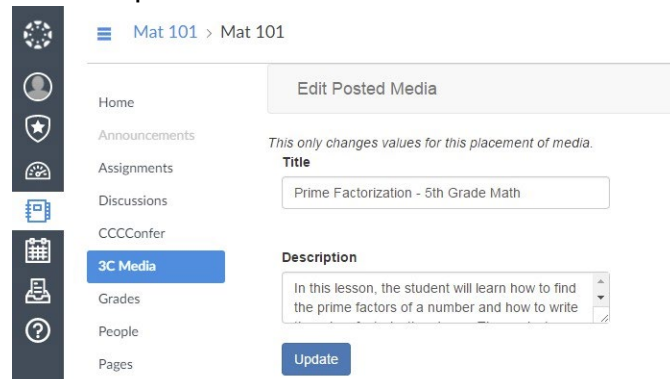 Mat 101 > Mat 101
Home
Announcements
Assignments
Discussions
CCCConfer
3C Media
Grades
People
Pages
Edit Posted Media
This only changes values for this placement of media.
Title
Prime Factorization - 5th Grade Math
Description
In this lesson, the student will learn how to find
the prime factors of a number and how to write
Update